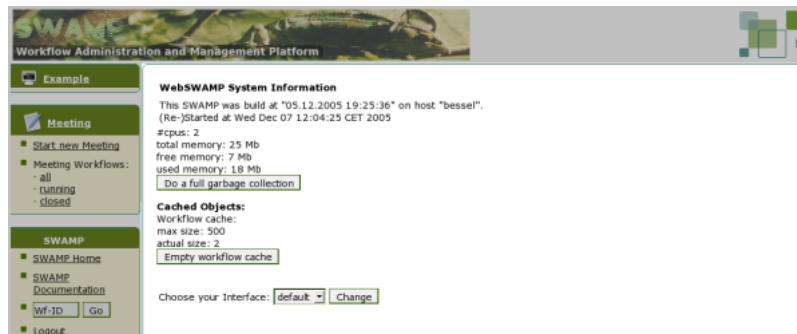 SWAMP
Workflow Administration and Management Platform
Example
Meeting
Start new Meeting
Meeting Workflows:
- all
- running
- closed
SWAMP
SWAMP Home
SWAMP
Documentation
Wf-ID Go
Logout
WebSWAMP System Information
This SWAMP was build at "05.12.2005 19:25:36" on host "bessel".
(Re-)Started at Wed Dec 07 12:04:25 CET 2005
#cpus: 2
total memory: 25 Mb
free memory: 7 Mb
used memory: 18 Mb
Do a full garbage collection
Cached Objects:
Workflow cache:
max size: 500
actual size: 2
Empty workflow cache
Choose your Interface: default Change